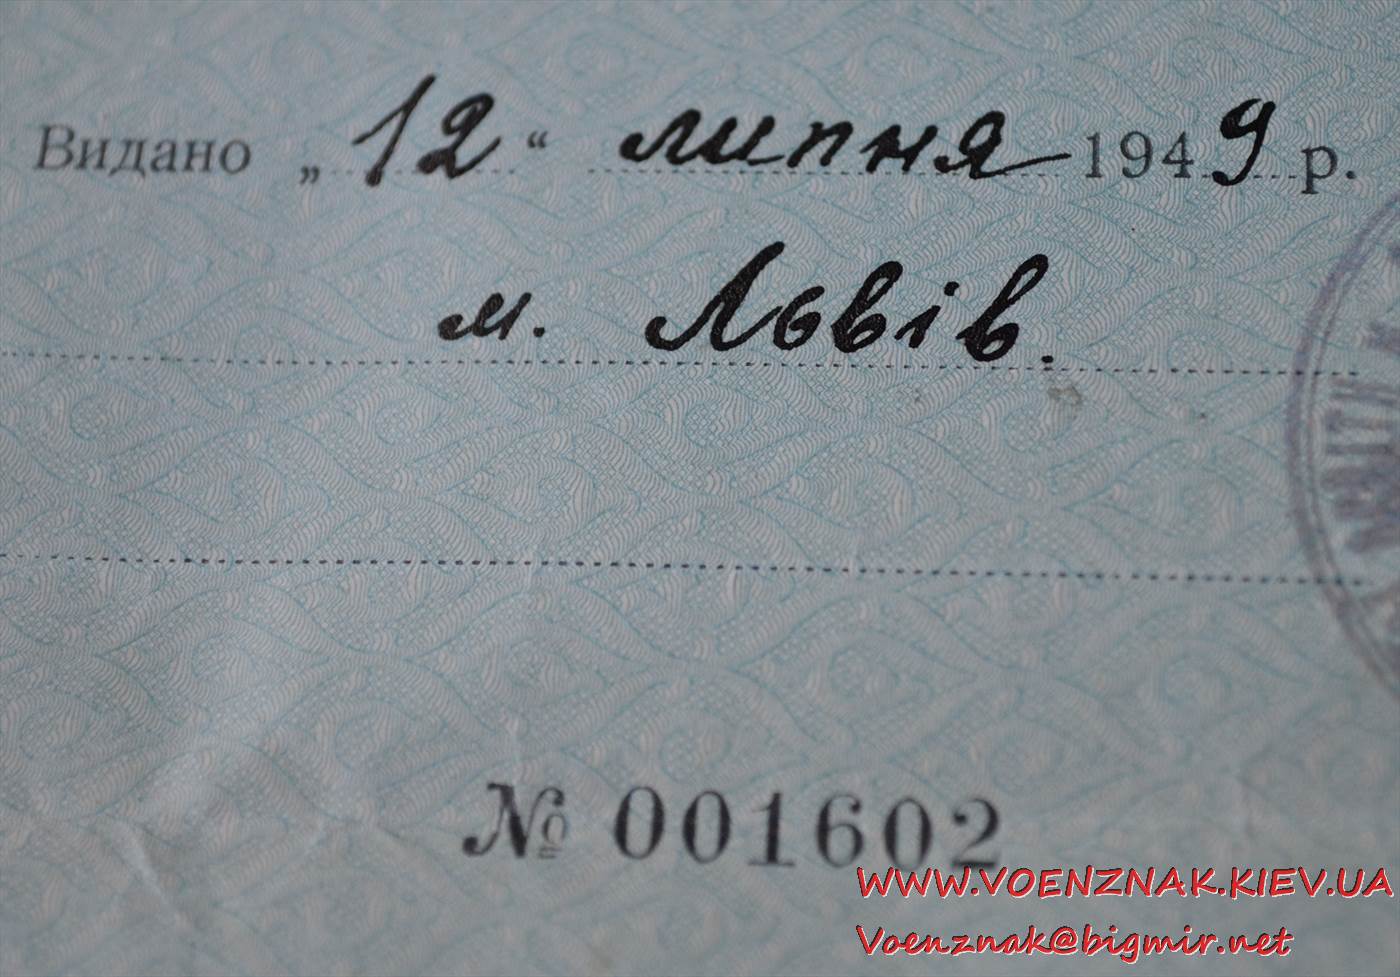 Видано „12“ липня 1949 р.
м. Львів.
№ 001602
WWW.VOENZNAK.KIEV.UA
Voenznak@bigmir.net